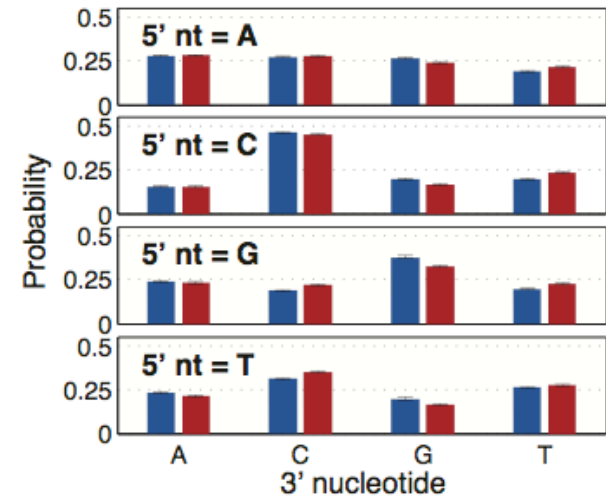 0.5
5' nt = A
0.25
0
0.5
5' nt = C
0.25
0
Probability
0.5
5' nt = G
0.25
0
0.5
5' nt = T
0.25
0
A C G T
3' nucleotide